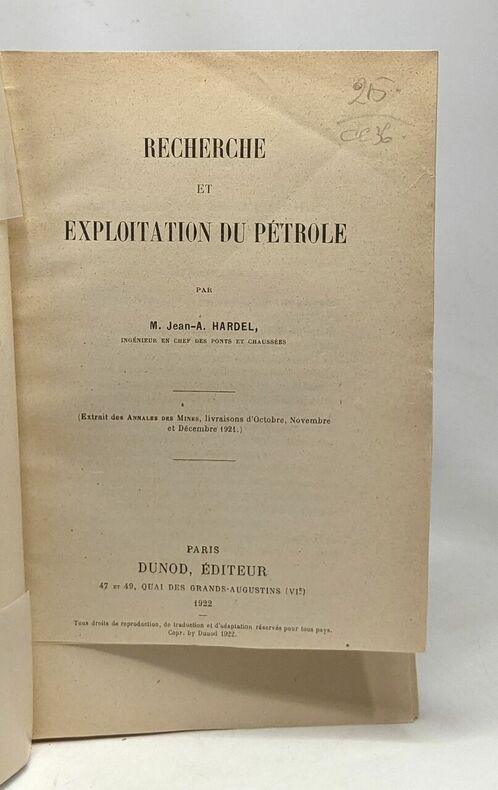 25
RECHERCHE
ET
EXPLOITATION DU PÉTROLE
PAR
M. Jean-A. HARDEL,
INGÉNIEUR EN CHEF DES PONTS ET CHAUSSÉES
(Extrait des ANNALES DES MINES, livraisons d'Octobre, Novembre
et Décembre 1921.)
PARIS
DUNOD, ÉDITEUR
47 ET 49, QUAI DES GRANDS-AUGUSTINS (VIe)
1922
Tous droits de reproduction, de traduction et d'adaptation réservés pour tous pays.
Copr. by Dunod 1922.